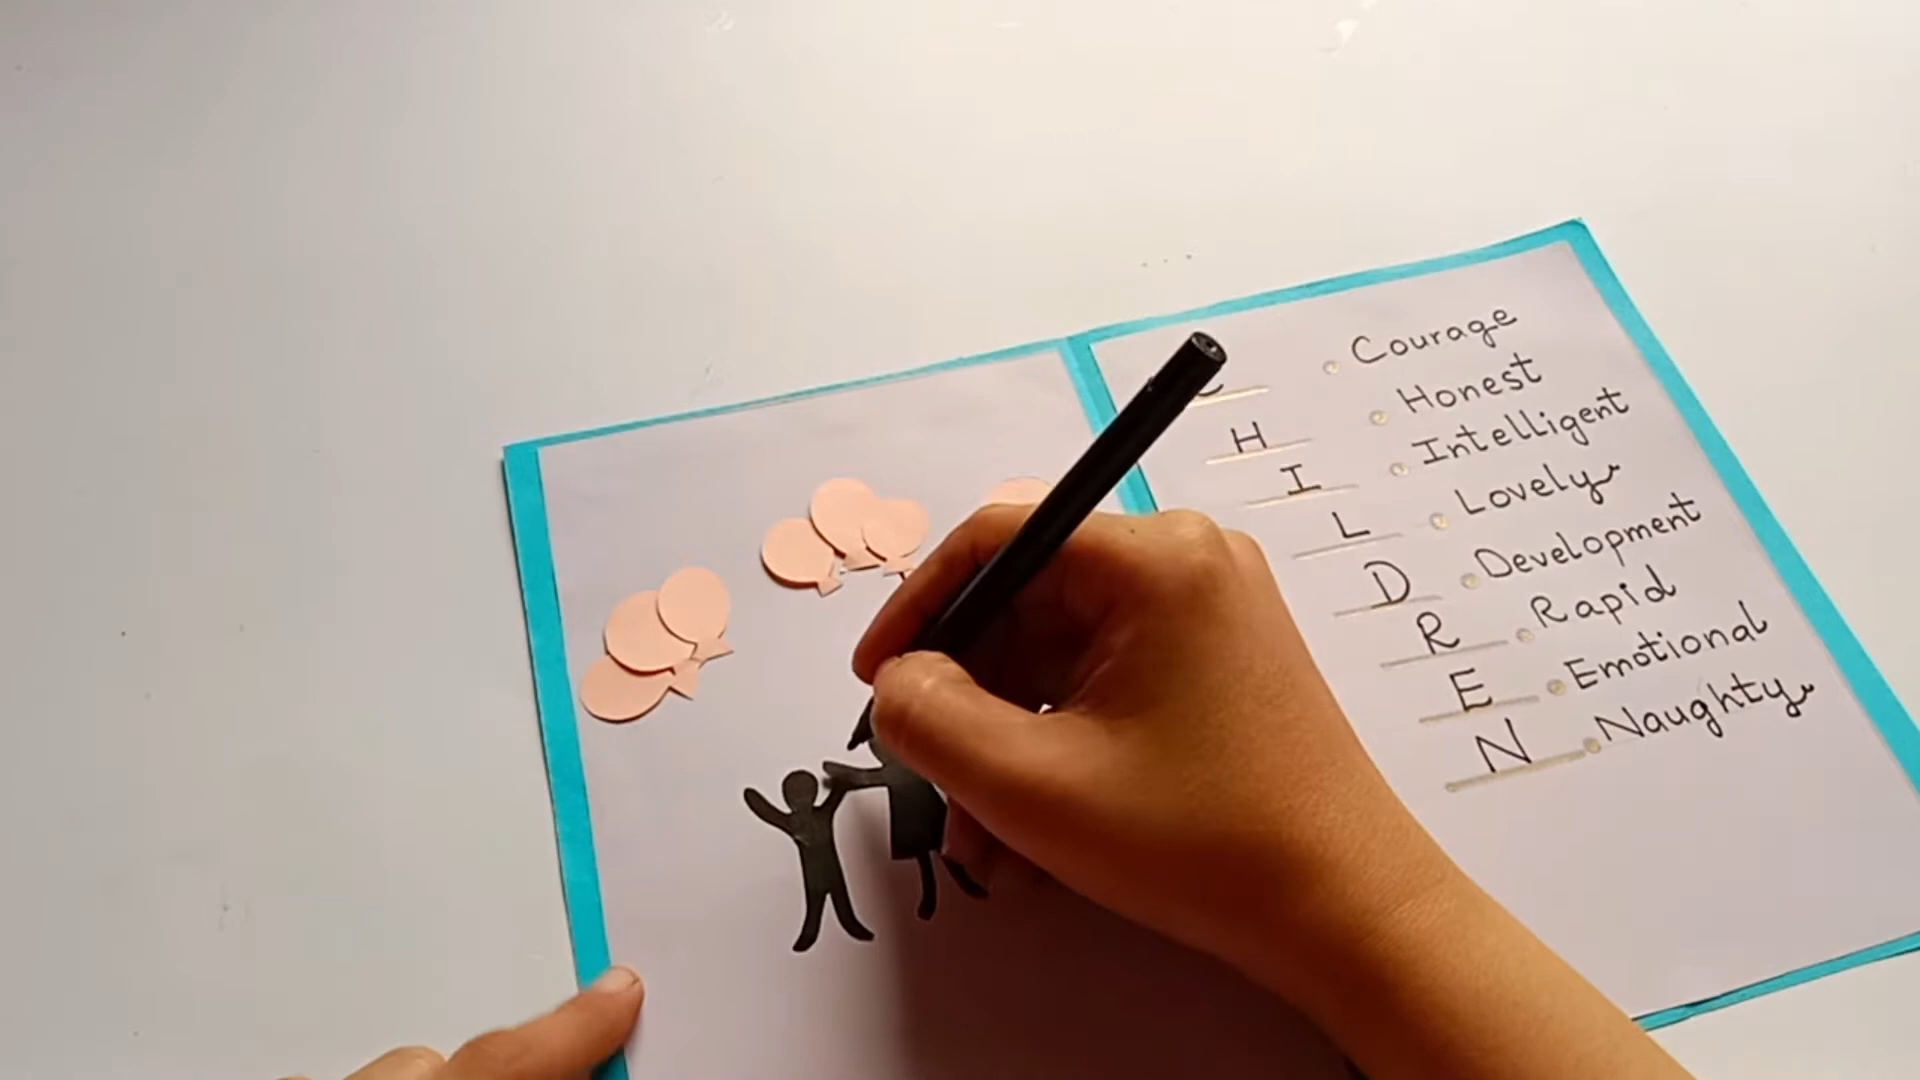 C Courage
H Honest
I Intelligent
L Lovely
D Development
R Rapid
E Emotional
N Naughty